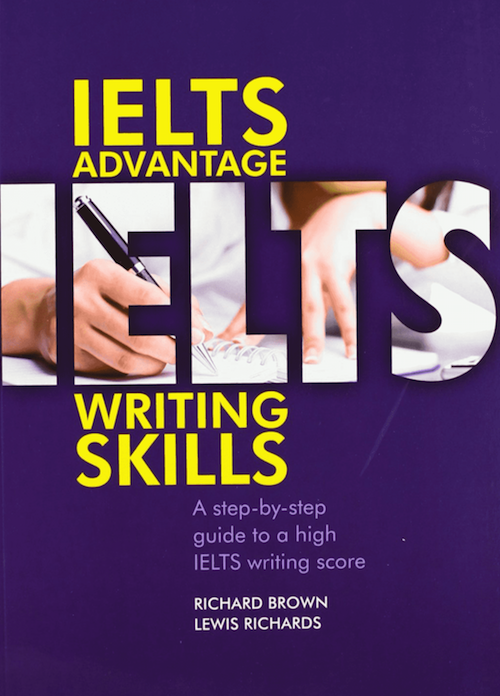 IELTS
ADVANTAGE
IELTS
WRITING
SKILLS
A step-by-step
guide to a high
IELTS writing score
RICHARD BROWN
LEWIS RICHARDS